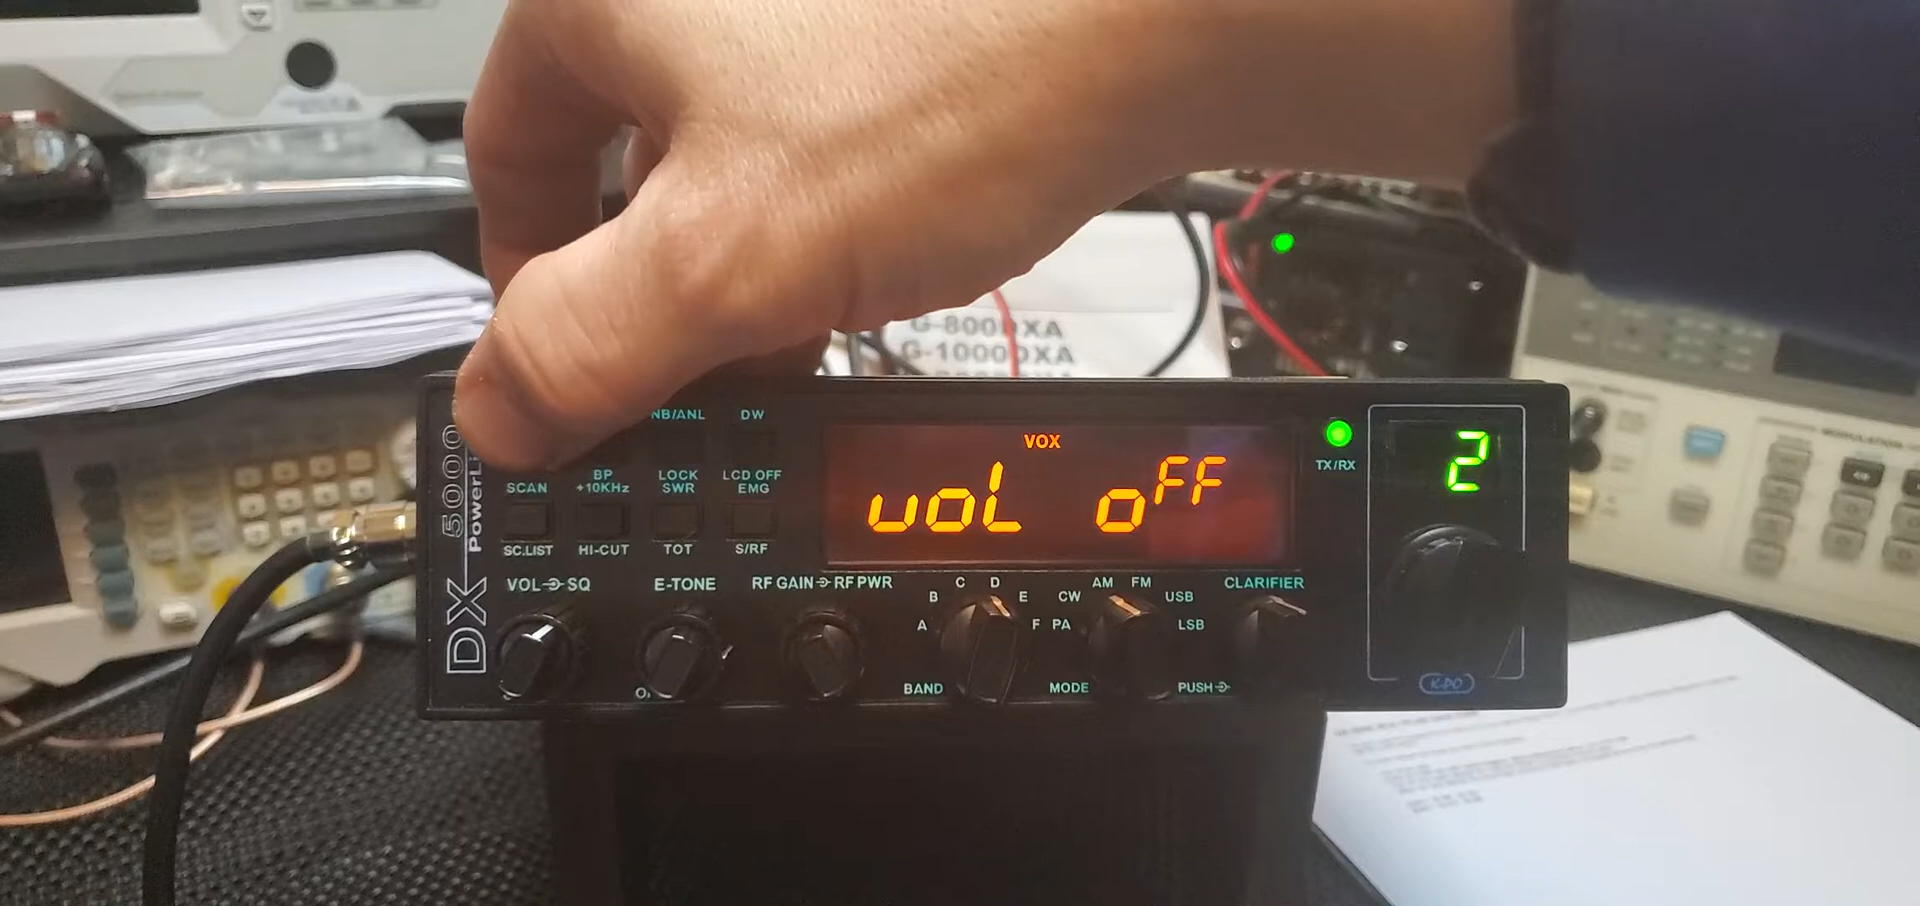 G-800DXA
G-1000DXA
NB/ANL
DW
VOX
voL oFF
TX/RX
2
SCAN
BP
+10KHz
LOCK
SWR
LCD OFF
EMG
SC.LIST
HI-CUT
TOT
S/RF
VOL SQ
E-TONE
RF GAIN RF PWR
A
B
C
D
E
F
BAND
PA
CW
AM
FM
USB
LSB
MODE
CLARIFIER
PUSH
DX 5000
K-PO